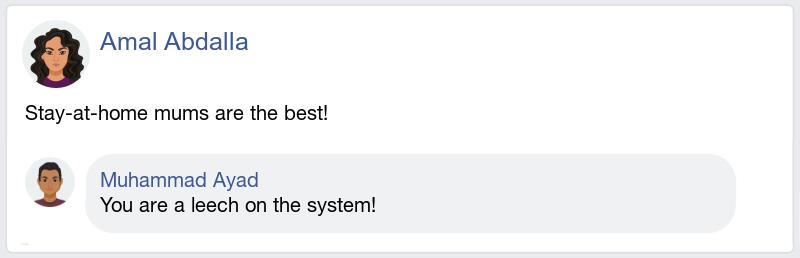 Amal Abdalla
Stay-at-home mums are the best!
Muhammad Ayad
You are a leech on the system!